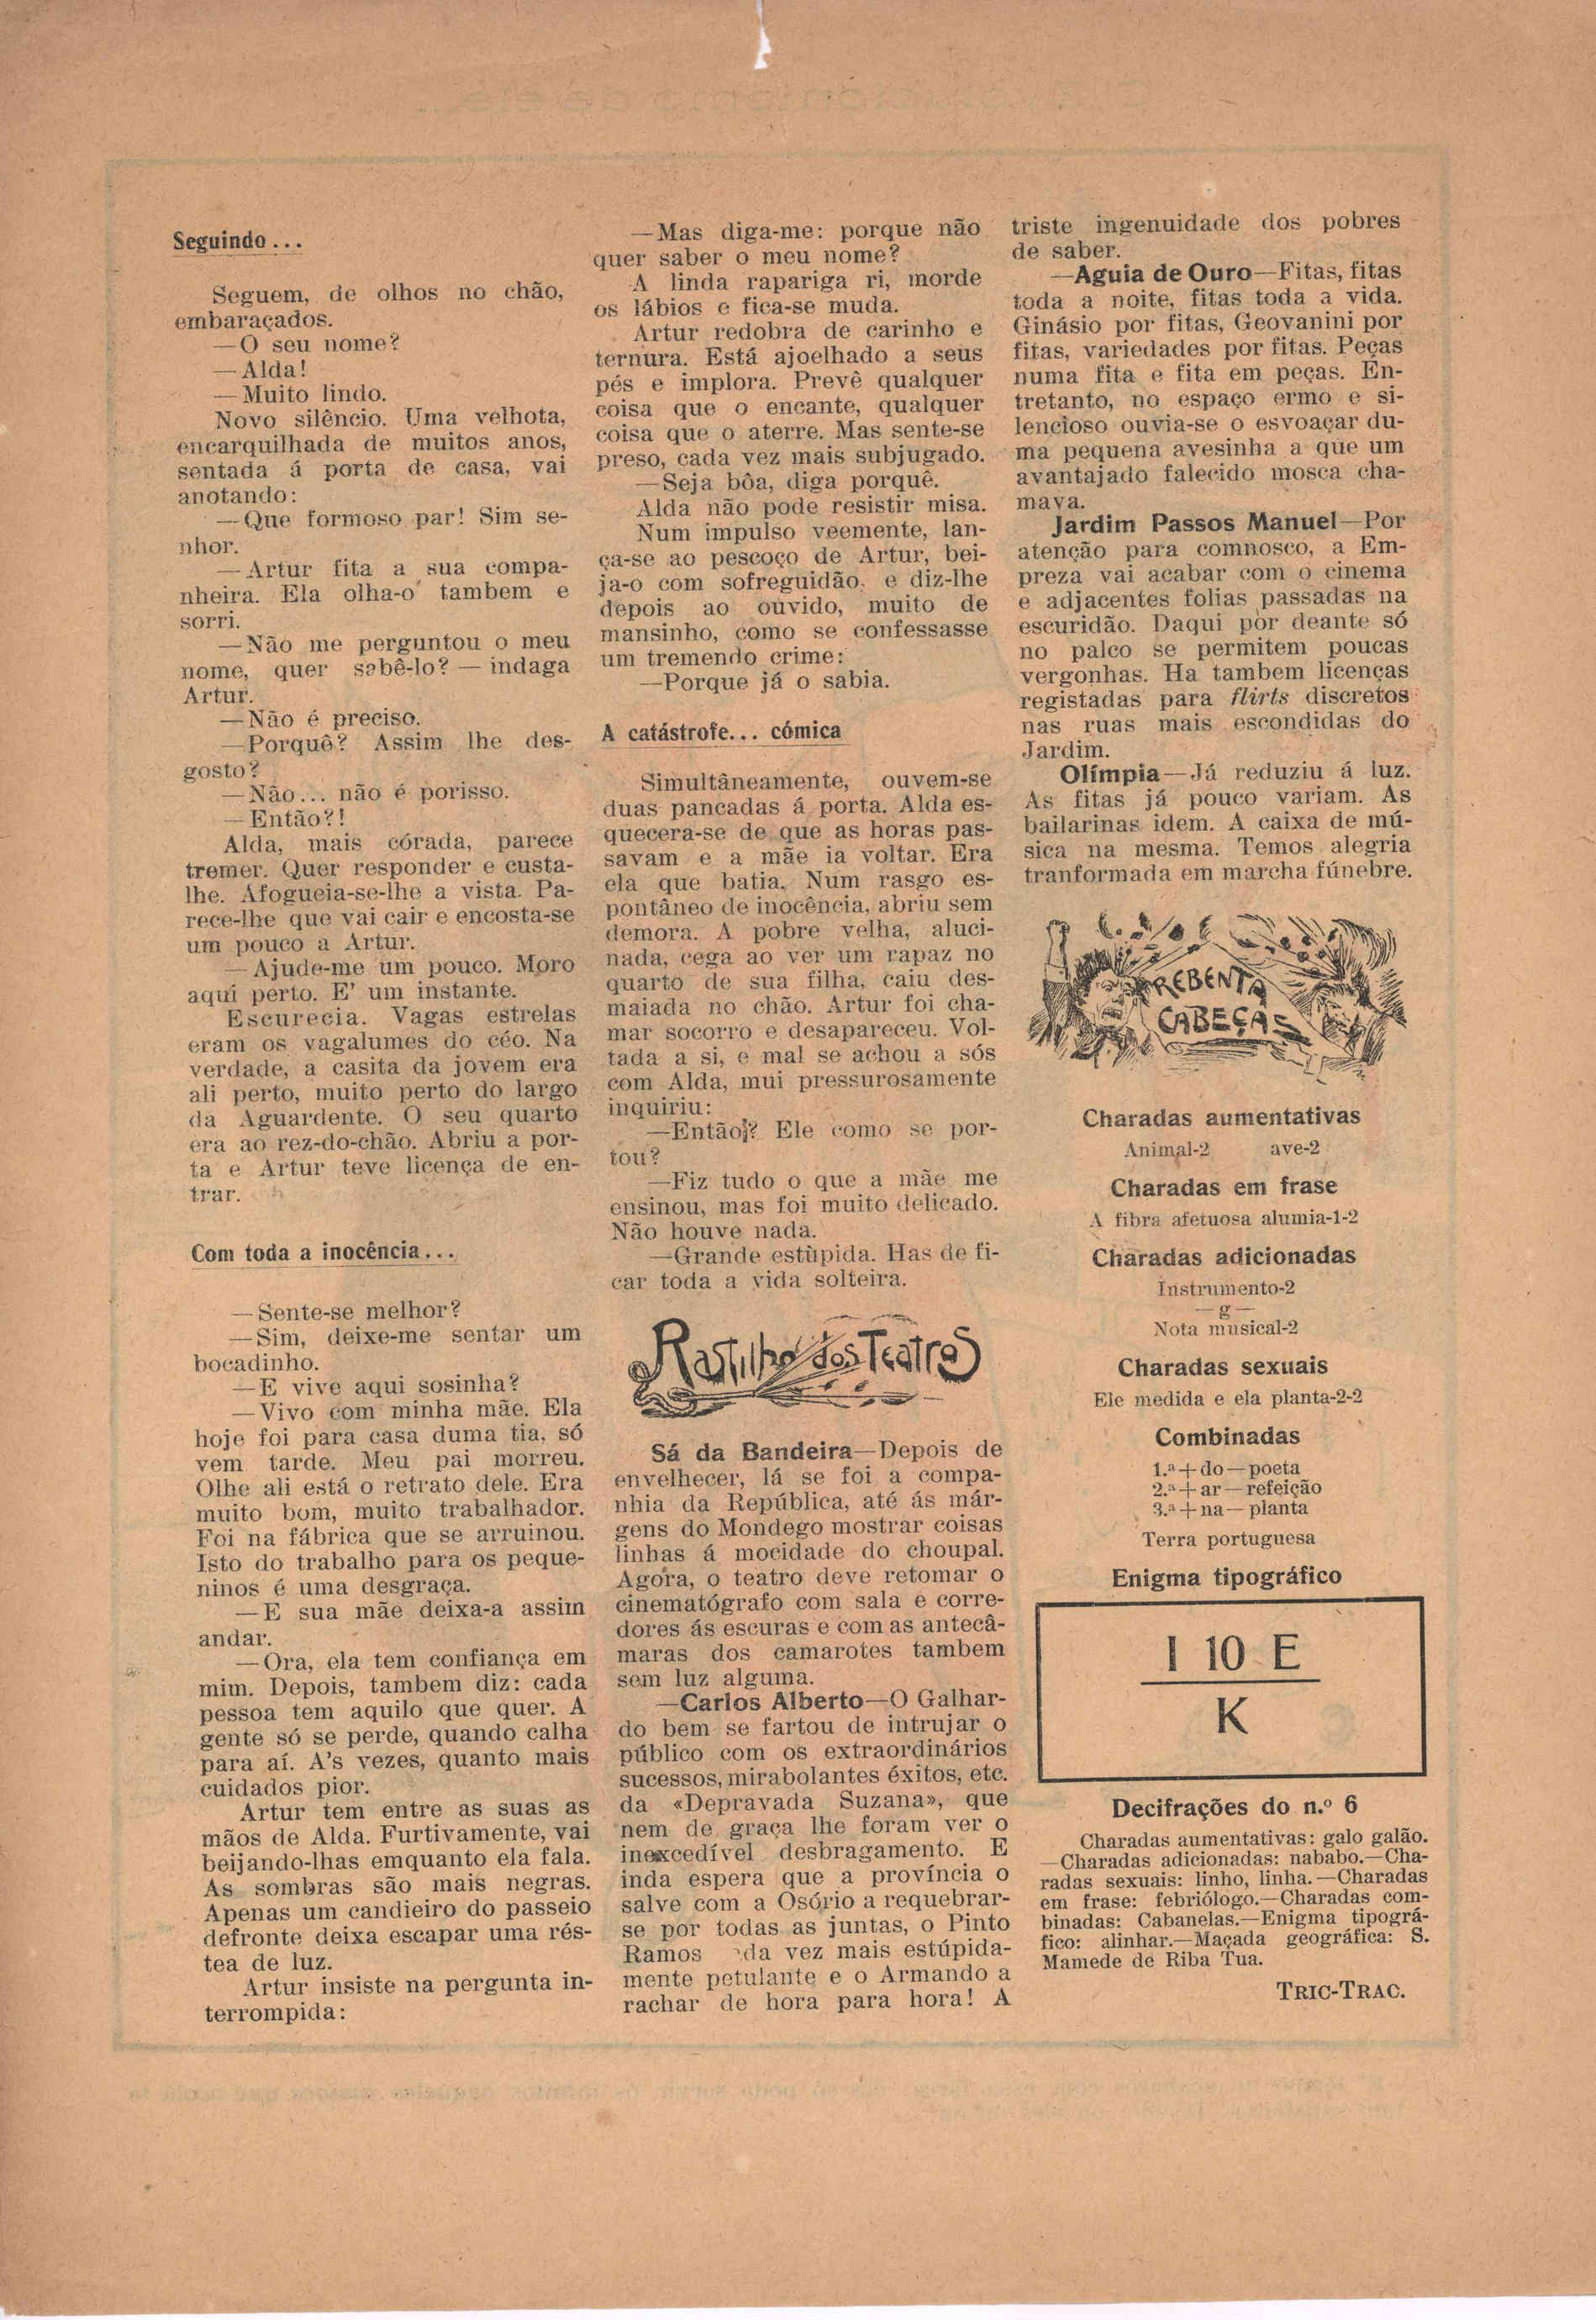 Seguindo...
Seguem, de olhos no chão,
embaraçados.
—O seu nome?
—Alda!
—Muito lindo.
Novo silêncio. Uma velhota,
encarquilhada de muitos anos,
sentada á porta de casa, vai
anotando:
—Que formoso par! Sim se-
nhor.
—Artur fita a sua compa-
nheira. Ela olha-o tambem e
sorri.
—Não me perguntou o meu
nome, quer sabê-lo? — indaga
Artur.
—Não é preciso.
—Porquê? Assim lhe des-
gosto?
—Não... não é porisso.
—Então?!
Alda, mais córada, parece
tremer. Quer responder e custa-
lhe. Afogueia-se-lhe a vista. Pa-
rece-lhe que vai cair e encosta-se
um pouco a Artur.
—Ajude-me um pouco. Moro
aqui perto. E' um instante.
Escurecia. Vagas estrelas
eram os vagalumes do céo. Na
verdade, a casita da jovem era
ali perto, muito perto do largo
da Aguardente. O seu quarto
era ao rez-do-chão. Abriu a por-
ta e Artur teve licença de en-
trar.
Com toda a inocência...
—Sente-se melhor?
—Sim, deixe-me sentar um
bocadinho.
—E vive aqui sosinha?
—Vivo com minha mãe. Ela
hoje foi para casa duma tia, só
vem tarde. Meu pai morreu.
Olhe ali está o retrato dele. Era
muito bom, muito trabalhador.
Foi na fábrica que se arruinou.
Isto do trabalho para os peque-
ninos é uma desgraça.
—E sua mãe deixa-a assim
andar.
—Ora, ela tem confiança em
mim. Depois, tambem diz: cada
pessoa tem aquilo que quer. A
gente só se perde, quando calha
para aí. A's vezes, quanto mais
cuidados pior.
Artur tem entre as suas as
mãos de Alda. Furtivamente, vai
beijando-lhas emquanto ela fala.
As sombras são mais negras.
Apenas um candieiro do passeio
defronte deixa escapar uma rés-
tea de luz.
Artur insiste na pergunta in-
terrompida:
—Mas diga-me: porque não
quer saber o meu nome?
A linda rapariga ri, morde
os lábios e fica-se muda.
Artur redobra de carinho e
ternura. Está ajoelhado a seus
pés e implora. Prevê qualquer
coisa que o encante, qualquer
coisa que o aterre. Mas sente-se
preso, cada vez mais subjugado.
—Seja bôa, diga porquê.
Alda não pode resistir misa.
Num impulso veemente, lan-
ça-se ao pescoço de Artur, bei-
ja-o com sofreguidão, e diz-lhe
depois ao ouvido, muito de
mansinho, como se confessasse
um tremendo crime:
—Porque já o sabia.
A catástrofe... cómica
Simultâneamente, ouvem-se
duas pancadas á porta. Alda es-
quecera-se de que as horas pas-
savam e a mãe ia voltar. Era
ela que batia. Num rasgo es-
pontâneo de inocência, abriu sem
demora. A pobre velha, aluci-
nada, cega ao ver um rapaz no
quarto de sua filha, caiu des-
maiada no chão. Artur foi cha-
mar socorro e desapareceu. Vol-
tada a si, e mal se achou a sós
com Alda, mui pressurosamente
inquiriu:
—Então? Ele como se por-
tou?
—Fiz tudo o que a mãe me
ensinou, mas foi muito delicado.
Não houve nada.
—Grande estùpida. Has de fi-
car toda a vida solteira.
Rastilho dos Teatros
Sá da Bandeira—Depois de
envelhecer, lá se foi a compa-
nhia da República, até ás már-
gens do Mondego mostrar coisas
linhas á mocidade do choupal.
Agora, o teatro deve retomar o
cinematógrafo com sala e corre-
dores ás escuras e com as antecâ-
maras dos camarotes tambem
sem luz alguma.
—Carlos Alberto—O Galhar-
do bem se fartou de intrujar o
público com os extraordinários
sucessos, mirabolantes éxitos, etc.
da «Depravada Suzana», que
nem de graça lhe foram ver o
inexcedível desbragamento. E
inda espera que a província o
salve com a Osório a requebrar-
se por todas as juntas, o Pinto
Ramos da vez mais estúpida-
mente petulante e o Armando a
rachar de hora para hora! A
triste ingenuidade dos pobres
de saber.
—Aguia de Ouro—Fitas, fitas
toda a noite, fitas toda a vida.
Ginásio por fitas, Geovanini por
fitas, variedades por fitas. Peças
numa fita e fita em peças. En-
tretanto, no espaço ermo e si-
lencioso ouvia-se o esvoaçar du-
ma pequena avesinha a que um
avantajado falecido mosca cha-
mava.
Jardim Passos Manuel—Por
atenção para comnosco, a Em-
preza vai acabar com o cinema
e adjacentes folias passadas na
escuridão. Daqui por deante só
no palco se permitem poucas
vergonhas. Ha tambem licenças
registadas para flirts discretos
nas ruas mais escondidas do
Jardim.
Olímpia—Já reduziu á luz.
As fitas já pouco variam. As
bailarinas idem. A caixa de mú-
sica na mesma. Temos alegria
tranformada em marcha fúnebre.
REBENTA
CABEÇAS
Charadas aumentativas
Animal-2 ave-2
Charadas em frase
A fibra afetuosa alumia-1-2
Charadas adicionadas
Instrumento-2
—g—
Nota musical-2
Charadas sexuais
Ele medida e ela planta-2-2
Combinadas
1.ª+do—poeta
2.ª+ar—refeição
3.ª+na—planta
Terra portuguesa
Enigma tipográfico
I 10 E
K
Decifrações do n.º 6
Charadas aumentativas: galo galão.
—Charadas adicionadas: nababo.—Cha-
radas sexuais: linho, linha.—Charadas
em frase: febriólogo.—Charadas com-
binadas: Cabanelas.—Enigma tipográ-
fico: alinhar.—Maçada geográfica: S.
Mamede de Riba Tua.
TRIC-TRAC.